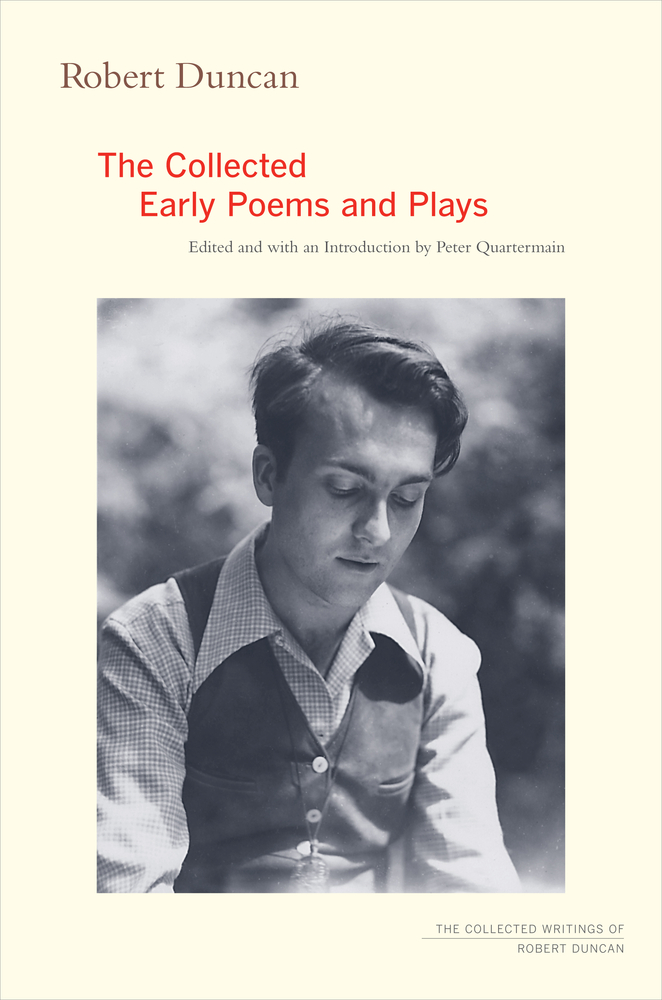 Robert Duncan
The Collected
Early Poems and Plays
Edited and with an Introduction by Peter Quartermain
THE COLLECTED WRITINGS OF
ROBERT DUNCAN